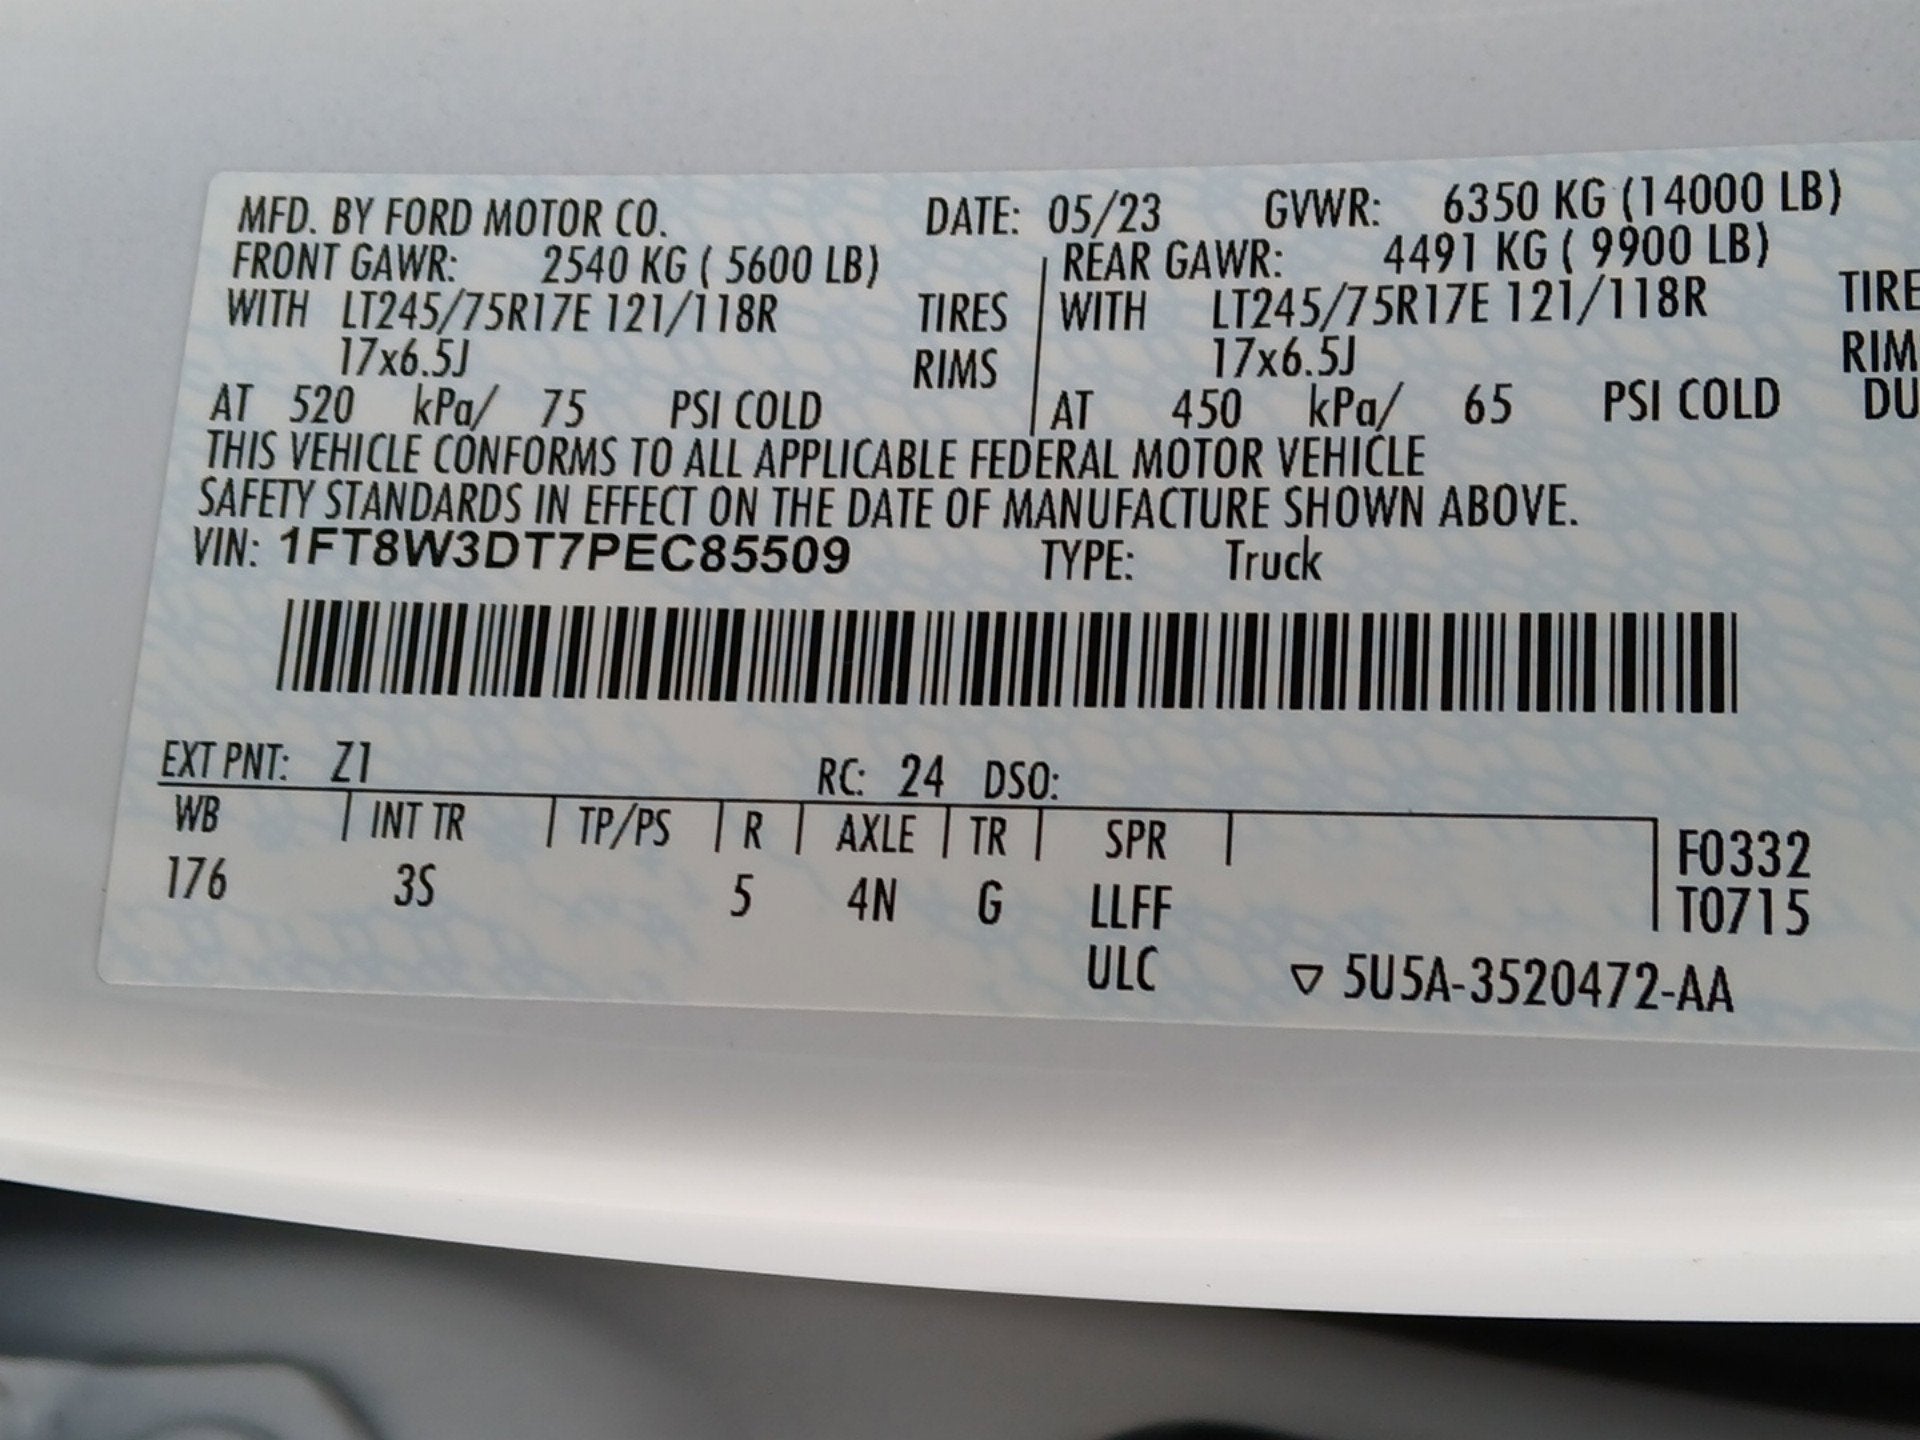 MFD. BY FORD MOTOR CO. DATE: 05/23 GVWR: 6350 KG (14000 LB)
FRONT GAWR: 2540 KG ( 5600 LB) REAR GAWR: 4491 KG ( 9900 LB)
WITH LT245/75R17E 121/118R TIRES WITH LT245/75R17E 121/118R TIRE
17x6.5J RIMS 17x6.5J RIM
AT 520 kPa/ 75 PSI COLD AT 450 kPa/ 65 PSI COLD DU
THIS VEHICLE CONFORMS TO ALL APPLICABLE FEDERAL MOTOR VEHICLE
SAFETY STANDARDS IN EFFECT ON THE DATE OF MANUFACTURE SHOWN ABOVE.
VIN: 1FT8W3DT7PEC85509 TYPE: Truck
EXT PNT: Z1 RC: 24 DSO:
WB INT TR TP/PS R AXLE TR SPR F0332
176 3S 5 4N G LLFF T0715
ULC ▽ 5U5A-3520472-AA